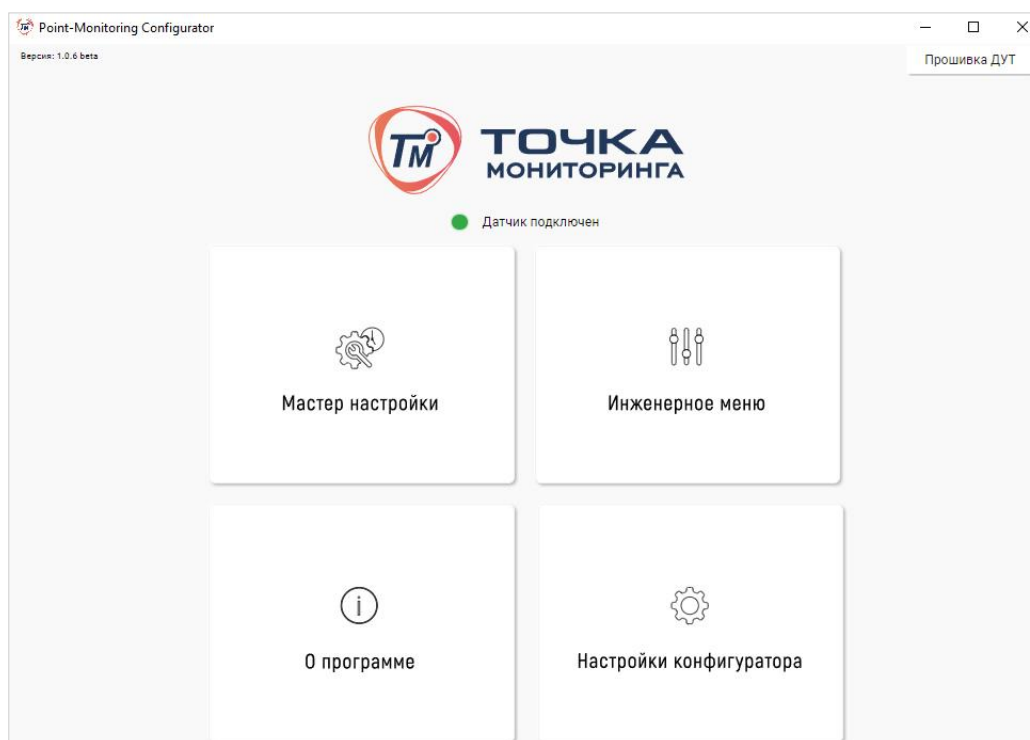 Point-Monitoring Configurator
Версия: 1.0.6 beta
Прошивка ДУТ
ТМ
ТОЧКА
МОНИТОРИНГА
Датчик подключен
Мастер настройки
Инженерное меню
О программе
Настройки конфигуратора